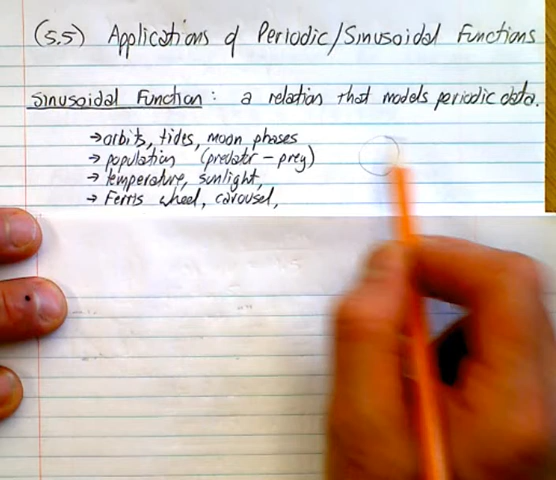 (5.5) Applications of Periodic/Sinusoidal Functions
Sinusoidal Function: a relation that models periodic data.
→ orbits, tides, moon phases
→ population (predator - prey)
→ temperature, sunlight,
→ Ferris wheel, carousel,